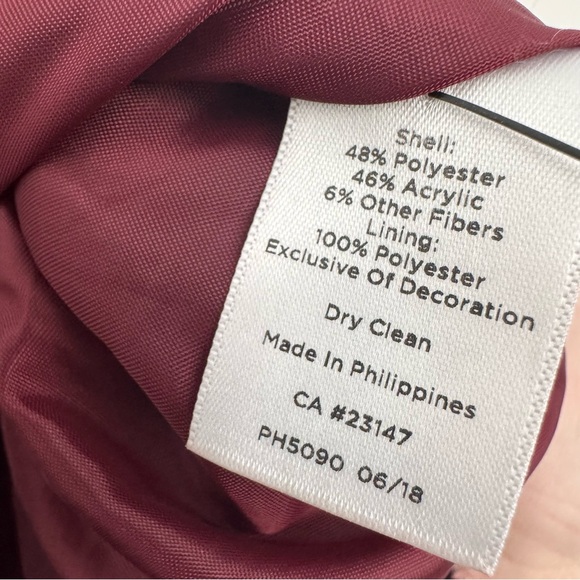 Shell:
48% Polyester
46% Acrylic
6% Other Fibers
Lining:
100% Polyester
Exclusive Of Decoration
Dry Clean
Made In Philippines
CA #23147
PH5090 06/18